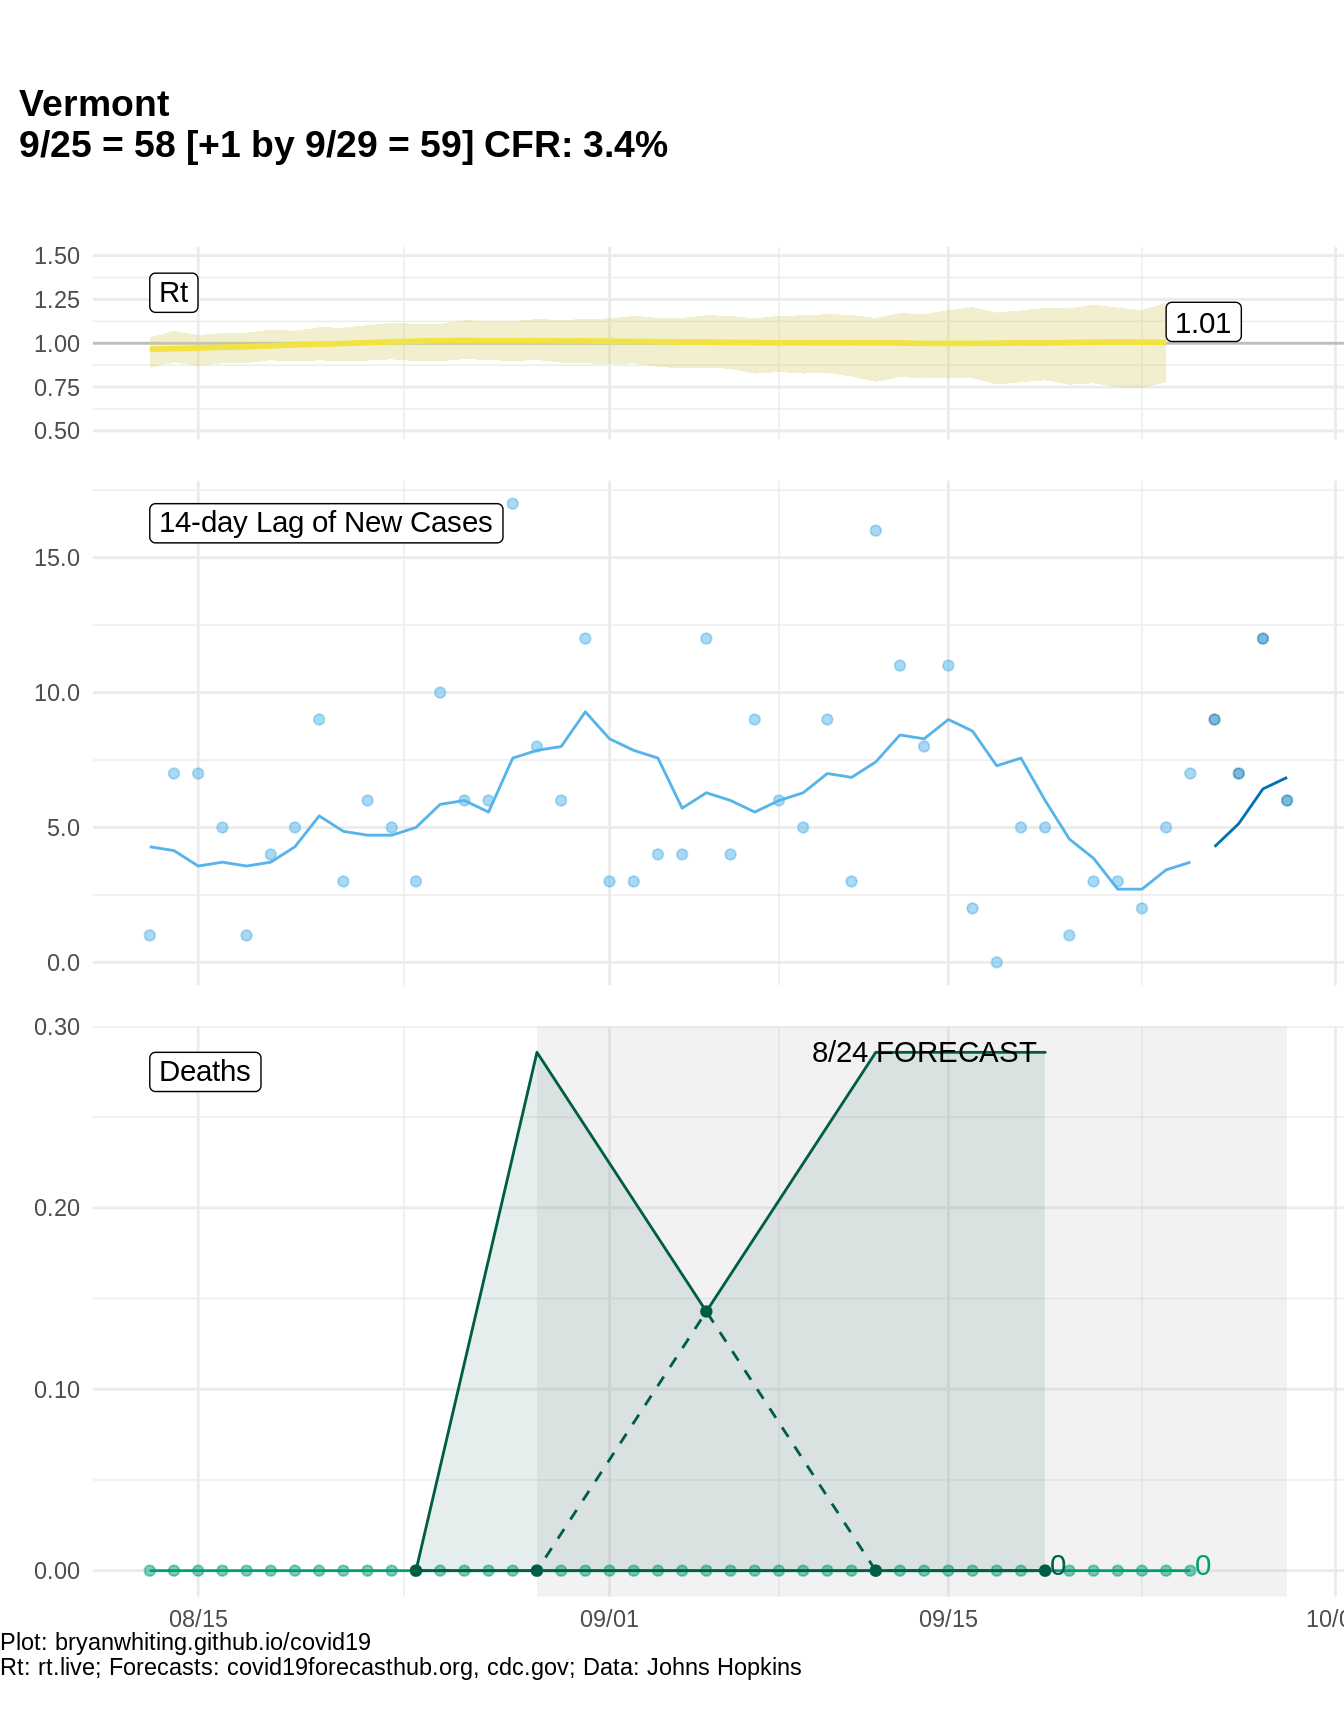 Vermont
9/25 = 58 [+1 by 9/29 = 59] CFR: 3.4%
1.50
1.25
1.00
0.75
0.50
Rt
1.01
14-day Lag of New Cases
15.0
10.0
5.0
0.0
0.30
0.20
0.10
0.00
Deaths
8/24 FORECAST
0
0
08/15
09/01
09/15
10/0
Plot: bryanwhiting.github.io/covid19
Rt: rt.live; Forecasts: covid19forecasthub.org, cdc.gov; Data: Johns Hopkins